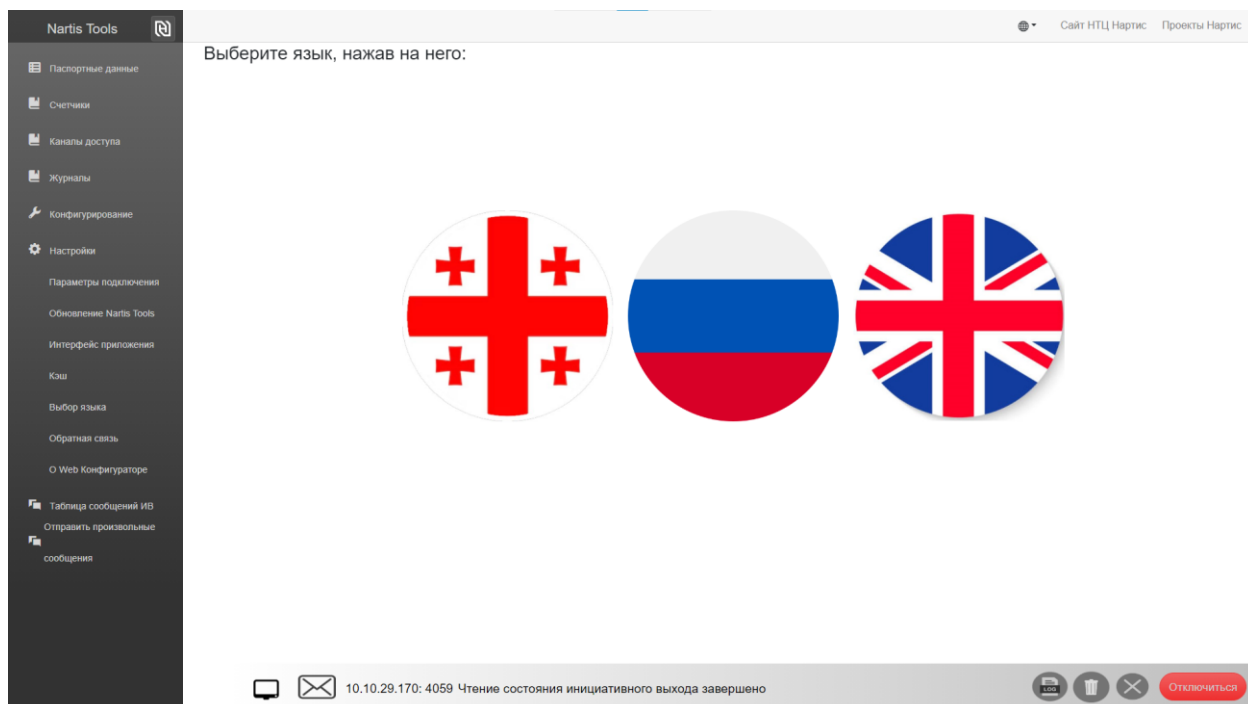 Nartis Tools
Сайт НТЦ Нартис
Проекты Нартис
Выберите язык, нажав на него:
Паспортные данные
Счетчики
Каналы доступа
Журналы
Конфигурирование
Настройки
Параметры подключения
Обновление Nartis Tools
Интерфейс приложения
Кэш
Выбор языка
Обратная связь
О Web Конфигураторе
Таблица сообщений ИВ
Отправить произвольные
сообщения
10.10.29.170: 4059 Чтение состояния инициативного выхода завершено
LOG
Отключиться